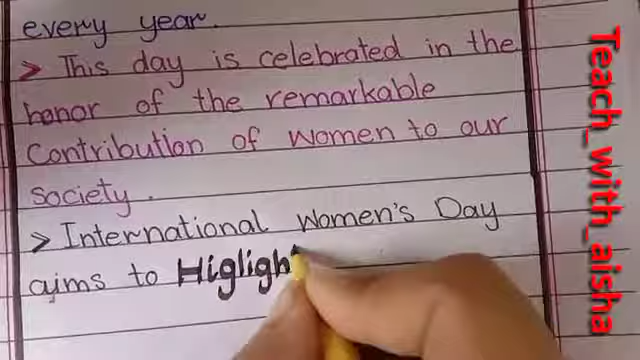 every year.
> This day is celebrated in the
honor of the remarkable
Contribution of women to our
society.
> International Women's Day
aims to Higligh
Teach_with_aisha